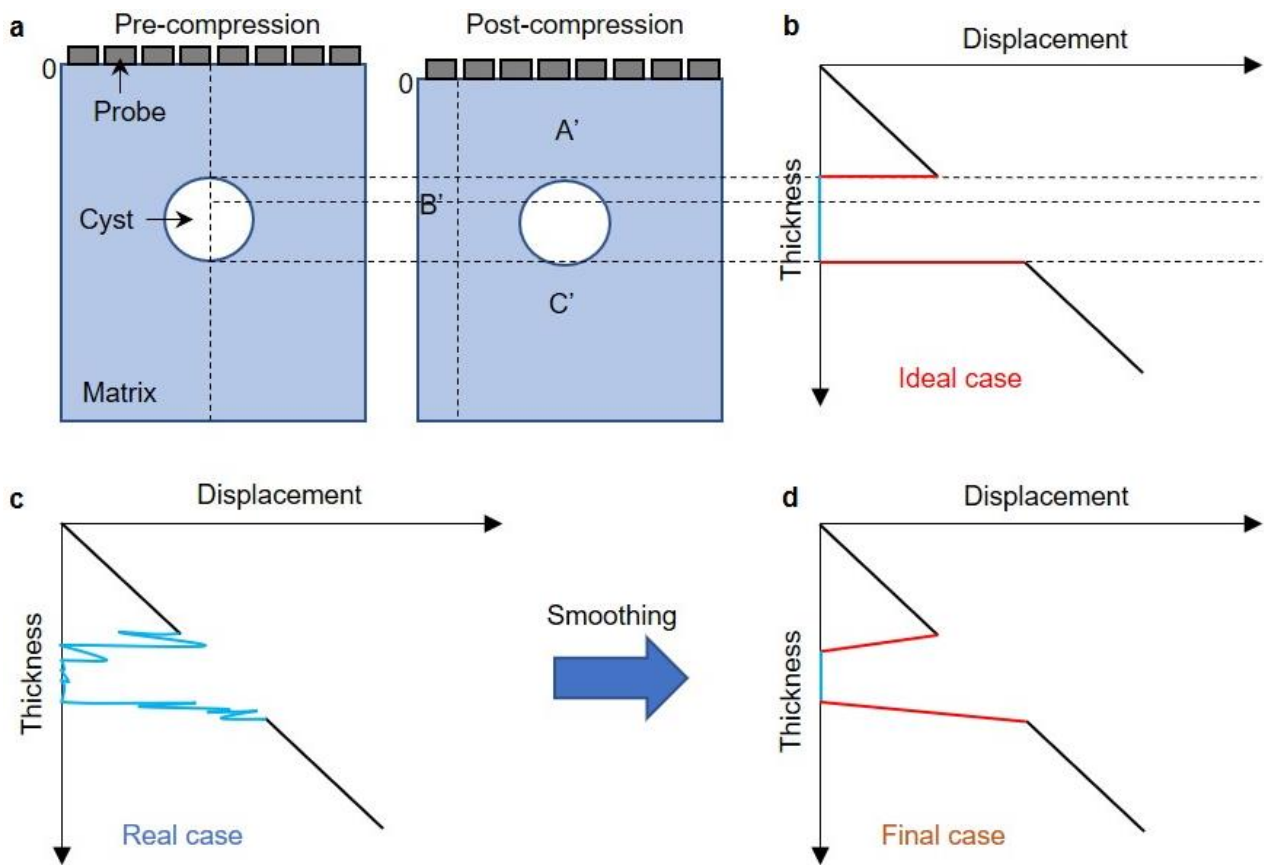 a
Pre-compression
Post-compression
b
Displacement
0
0
Probe
A’
Cyst
B’
Thickness
C’
Matrix
Ideal case
c
Displacement
d
Displacement
Thickness
Smoothing
Thickness
Real case
Final case